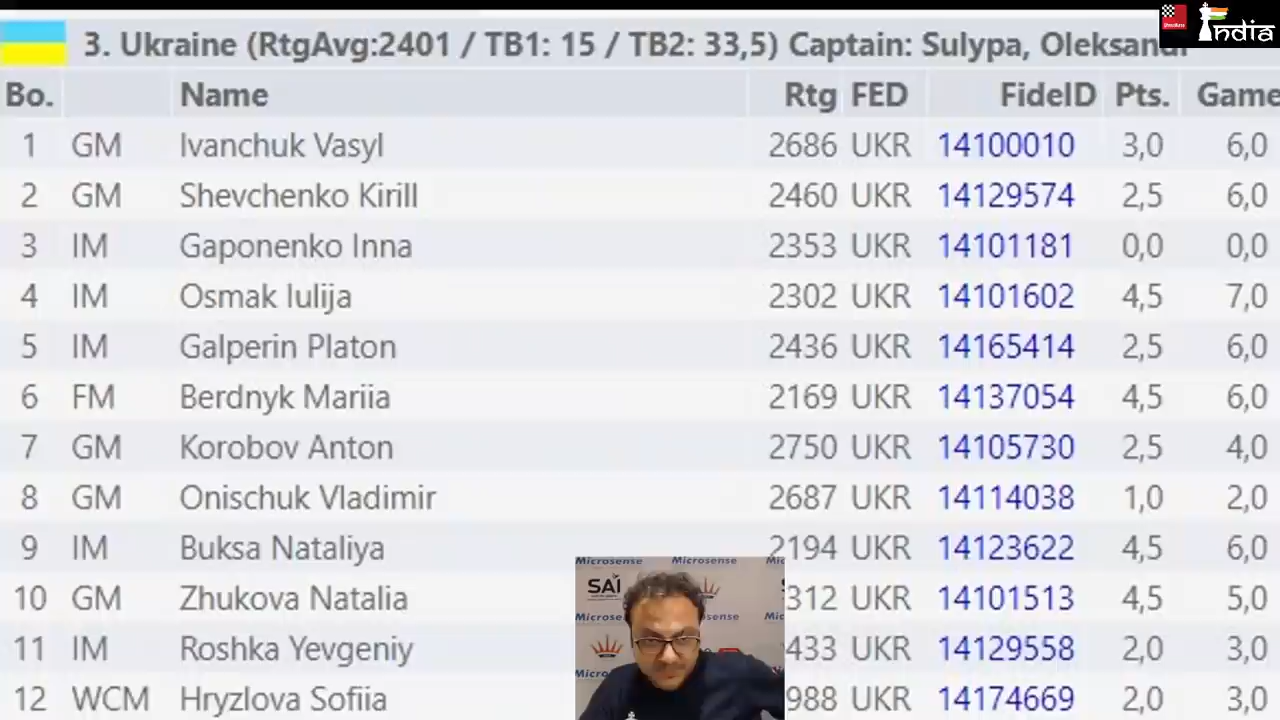 3. Ukraine (RtgAvg:2401 / TB1: 15 / TB2: 33,5) Captain: Sulypa, Oleksandr
India
Bo. Name Rtg FED FideID Pts. Game
1 GM Ivanchuk Vasyl 2686 UKR 14100010 3,0 6,0
2 GM Shevchenko Kirill 2460 UKR 14129574 2,5 6,0
3 IM Gaponenko Inna 2353 UKR 14101181 0,0 0,0
4 IM Osmak Iulija 2302 UKR 14101602 4,5 7,0
5 IM Galperin Platon 2436 UKR 14165414 2,5 6,0
6 FM Berdnyk Mariia 2169 UKR 14137054 4,5 6,0
7 GM Korobov Anton 2750 UKR 14105730 2,5 4,0
8 GM Onischuk Vladimir 2687 UKR 14114038 1,0 2,0
9 IM Buksa Nataliya 2194 UKR 14123622 4,5 6,0
10 GM Zhukova Natalia 312 UKR 14101513 4,5 5,0
11 IM Roshka Yevgeniy 433 UKR 14129558 2,0 3,0
12 WCM Hryzlova Sofiia 988 UKR 14174669 2,0 3,0
Microsense Microsense Mic
SAI
Micros Microsense Mic
Micr